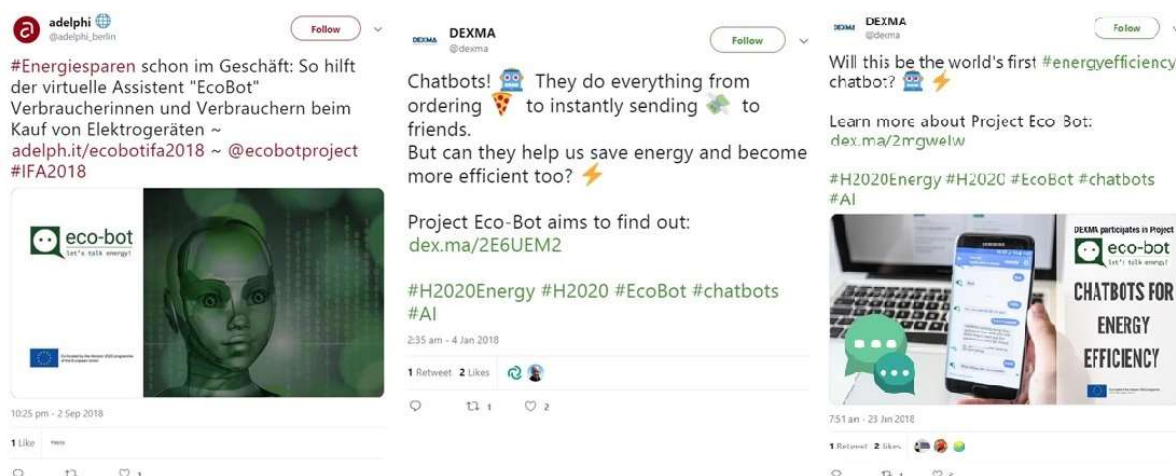 adelphi
@adelphi_berlin
Follow
#Energiesparen schon im Geschäft: So hilft
der virtuelle Assistent "EcoBot"
Verbraucherinnen und Verbrauchern beim
Kauf von Elektrogeräten ~
adelph.it/ecobotifa2018 ~ @ecobotproject
#IFA2018
eco-bot
let's talk energy!
10:25 pm - 2 Sep 2018
1 Like
1
DEXMA
DEXMA
@dexma
Follow
Chatbots! 🤖 They do everything from
ordering 🍕 to instantly sending 💸 to
friends.
But can they help us save energy and become
more efficient too? ⚡
Project Eco-Bot aims to find out:
dex.ma/2E6UEM2
#H2020Energy #H2020 #EcoBot #chatbots
#AI
2:35 am - 4 Jan 2018
1 Retweet 2 Likes
1 2
DEXMA
DEXMA
@dexma
Follow
Will this be the world's first #energyefficiency
chatbot? 🤖 ⚡
Learn more about Project Eco-Bot:
dex.ma/2mgwelw
#H2020Energy #H2020 #EcoBot #chatbots
#AI
SAMSUNG
DEXMA participates in Project
eco-bot
let's talk energy!
CHATBOTS FOR
ENERGY
EFFICIENCY
7:51 am - 23 Jan 2018
1 Retweet 2 Likes